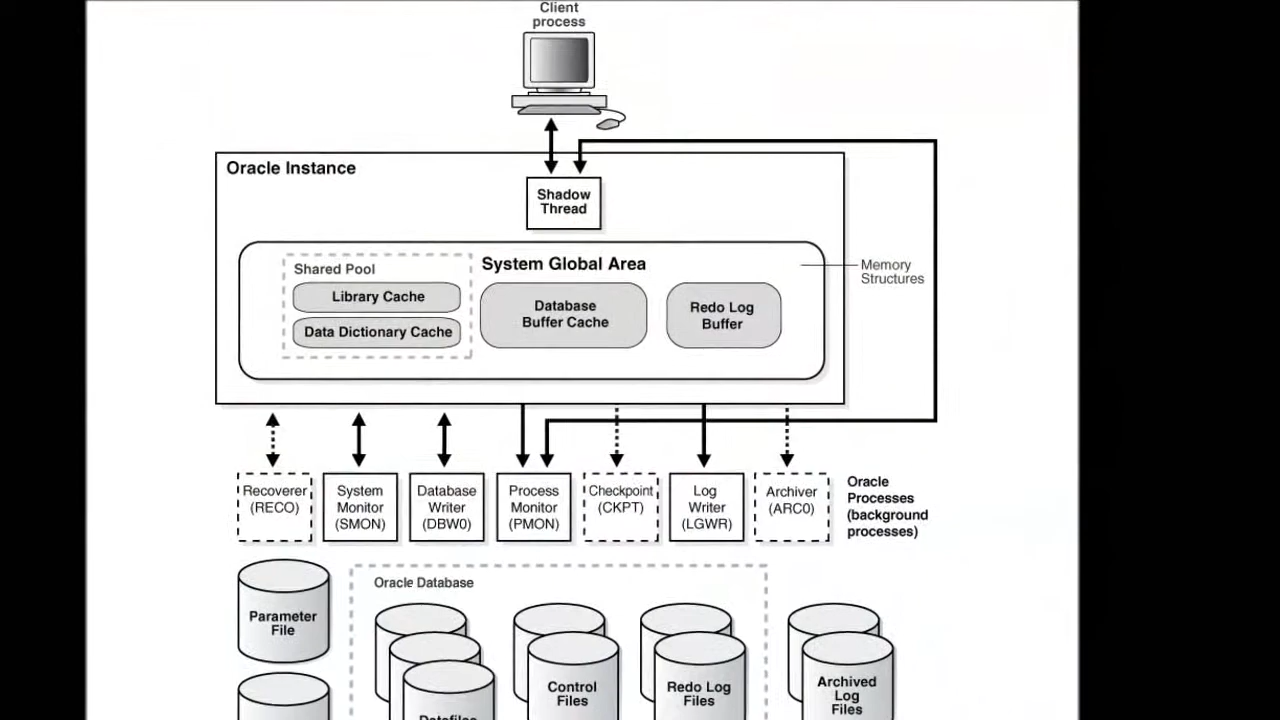 Client
process
Oracle Instance
Shadow
Thread
System Global Area
Shared Pool
Library Cache
Data Dictionary Cache
Database
Buffer Cache
Redo Log
Buffer
Memory
Structures
Recoverer
(RECO)
System
Monitor
(SMON)
Database
Writer
(DBW0)
Process
Monitor
(PMON)
Checkpoint
(CKPT)
Log
Writer
(LGWR)
Archiver
(ARC0)
Oracle
Processes
(background
processes)
Parameter
File
Oracle Database
Datafiles
Control
Files
Redo Log
Files
Archived
Log
Files